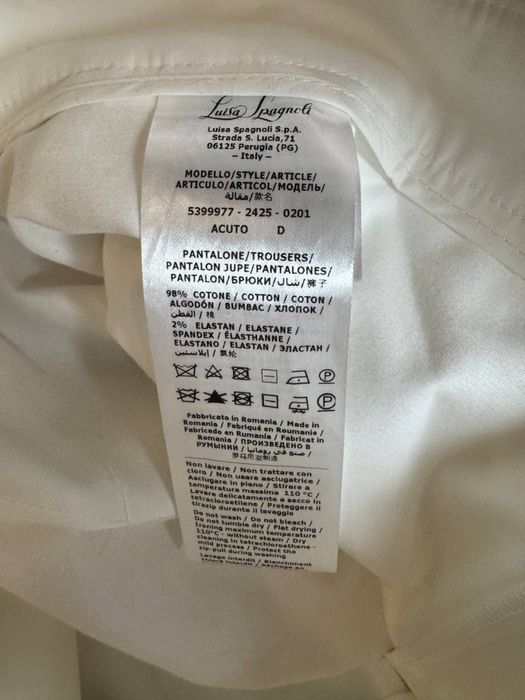 Luisa Spagnoli
Luisa Spagnoli S.p.A.
Strada S. Lucia,71
06125 Perugia (PG)
– Italy –
MODELLO/STYLE/ARTICLE/
ARTICULO/ARTICOL/МОДЕЛЬ/
مقالة/款名
5399977 - 2425 - 0201
ACUTO D
PANTALONE/TROUSERS/
PANTALON JUPE/PANTALONES/
PANTALON/БРЮКИ/شال/裤子
98% COTONE / COTTON / COTON /
ALGODÓN / BUMBAC / ХЛОПОК /
القطن / 棉
2% ELASTAN / ELASTANE /
SPANDEX / ÉLASTHANNE /
ELASTANO / ELASTAN / ЭЛАСТАН /
إيلاستين / 氨纶
Fabbricato in Romania / Made in
Romania / Fabriqué en Roumanie /
Fabricado en Rumania / Fabricat în
Romania / ПРОИЗВЕДЕНО В
РУМЫНИИ / صنع في رومانيا /
罗马尼亚制造
Non lavare / Non trattare con
cloro / Non usare asciugatrice /
Asciugare in piano / Stirare a
temperatura massima 110 °C /
Lavare delicatamente a secco in
tetracloroetilene / Proteggere il
tirazip durante il lavaggio
Do not wash / Do not bleach /
Do not tumble dry / Flat drying /
Ironing maximum temperature
110°C - without steam / Dry
cleaning in tetrachloroethene -
mild process / Protect the
zip-pull during washing
Lavage interdit / Blanchiment